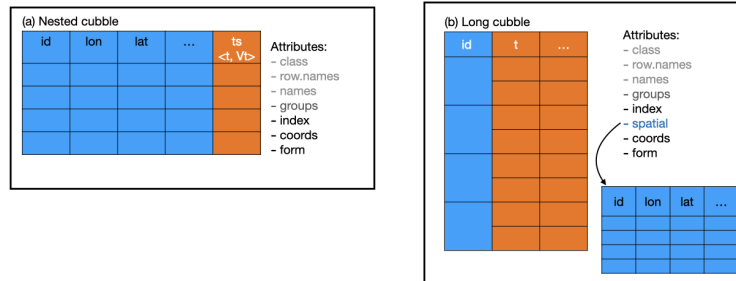 (a) Nested cubble
id lon lat ... ts
<t, Vt>
Attributes:
- class
- row.names
- names
- groups
- index
- coords
- form
(b) Long cubble
id t ...
Attributes:
- class
- row.names
- names
- groups
- index
- spatial
- coords
- form
id lon lat ...